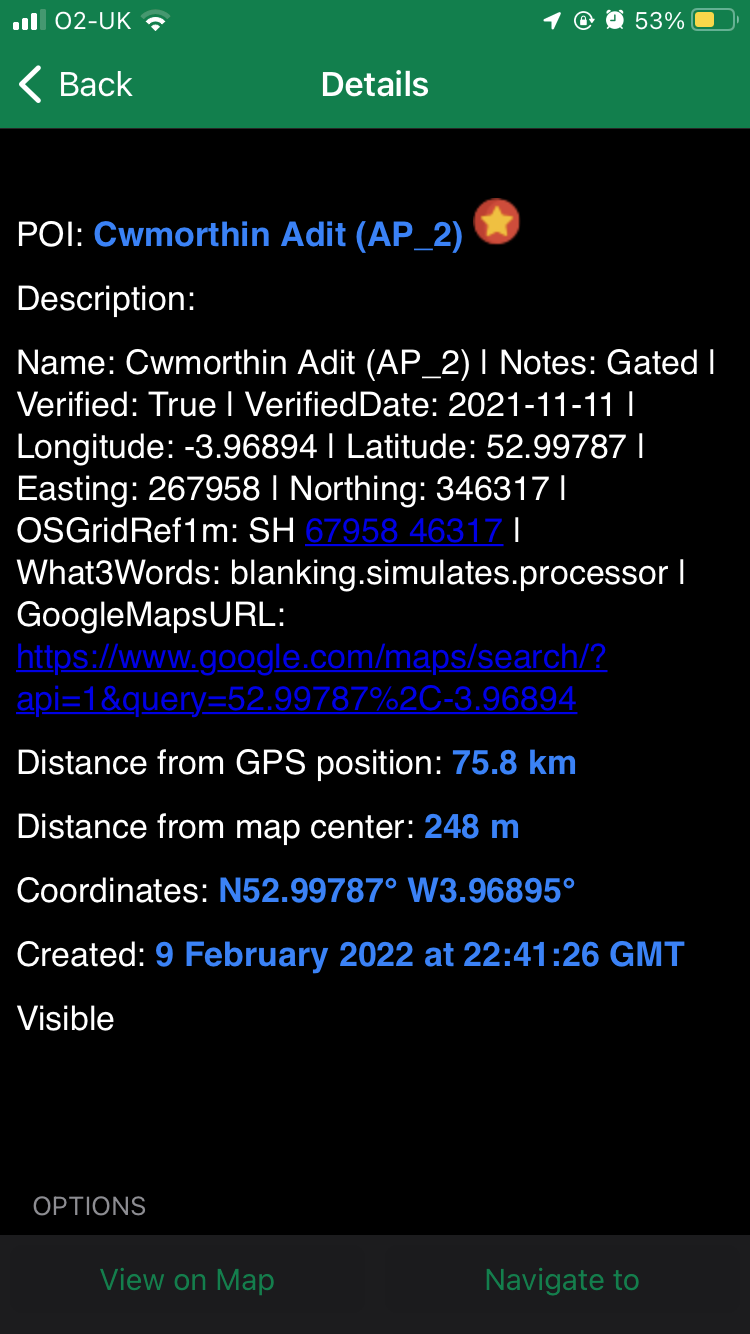 O2-UK 53%
Back Details
POI: Cwmorthin Adit (AP_2)
Description:
Name: Cwmorthin Adit (AP_2) | Notes: Gated |
Verified: True | VerifiedDate: 2021-11-11 |
Longitude: -3.96894 | Latitude: 52.99787 |
Easting: 267958 | Northing: 346317 |
OSGridRef1m: SH 67958 46317 |
What3Words: blanking.simulates.processor |
GoogleMapsURL:
https://www.google.com/maps/search/?
api=1&query=52.99787%2C-3.96894
Distance from GPS position: 75.8 km
Distance from map center: 248 m
Coordinates: N52.99787° W3.96895°
Created: 9 February 2022 at 22:41:26 GMT
Visible
OPTIONS
View on Map Navigate to